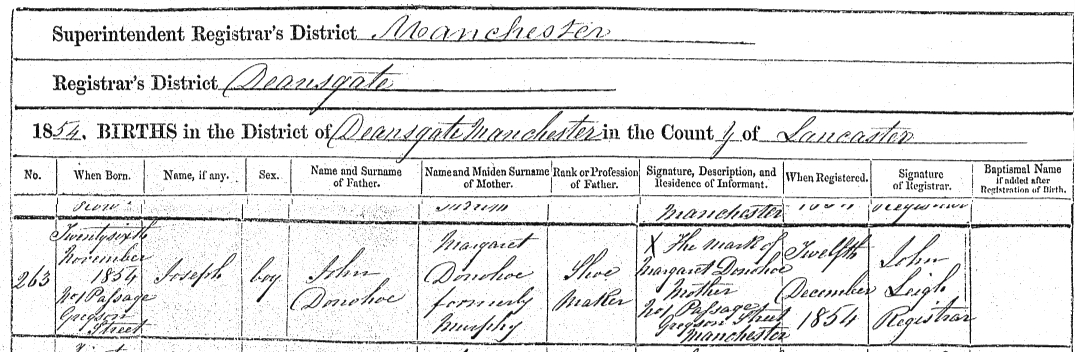 Superintendent Registrar's District Manchester
Registrar's District Deansgate
1854. BIRTHS in the District of Deansgate Manchester in the County of Lancaster
No. When Born. Name, if any. Sex. Name and Surname of Father. Name and Maiden Surname of Mother. Rank or Profession of Father. Signature, Description, and Residence of Informant. When Registered. Signature of Registrar. Baptismal Name if added after Registration of Birth.
Manchester
263
Twentysixth
November
1854
No 1 Passage
Gregson
Street
Joseph
boy
John
Donohoe
Margaret
Donohoe
formerly
Murphy
Shoe
Maker
X The mark of
Margaret Donohoe
Mother
No 1 Passage
Gregson Street
Manchester
Twelfth
December
1854
John
Leigh
Registrar